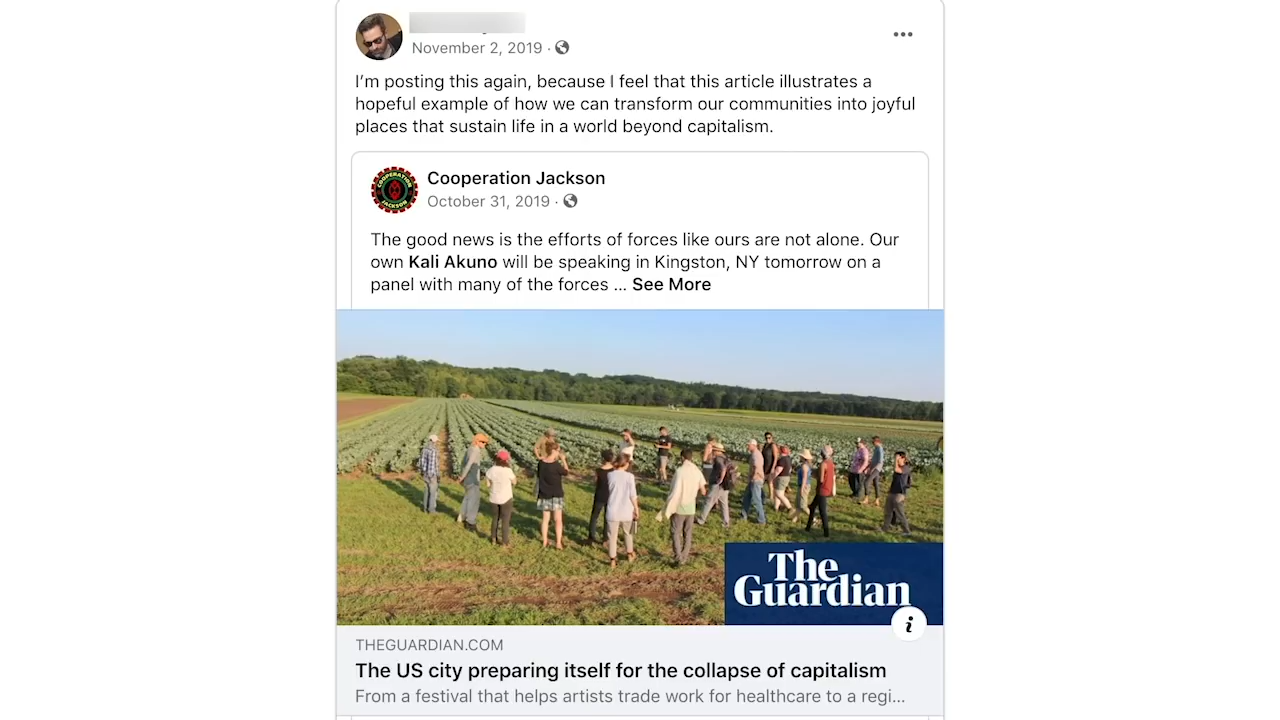 November 2, 2019 ·
I'm posting this again, because I feel that this article illustrates a
hopeful example of how we can transform our communities into joyful
places that sustain life in a world beyond capitalism.
COOPERATION
JACKSON
Cooperation Jackson
October 31, 2019 ·
The good news is the efforts of forces like ours are not alone. Our
own Kali Akuno will be speaking in Kingston, NY tomorrow on a
panel with many of the forces ... See More
The
Guardian
i
THEGUARDIAN.COM
The US city preparing itself for the collapse of capitalism
From a festival that helps artists trade work for healthcare to a regi...